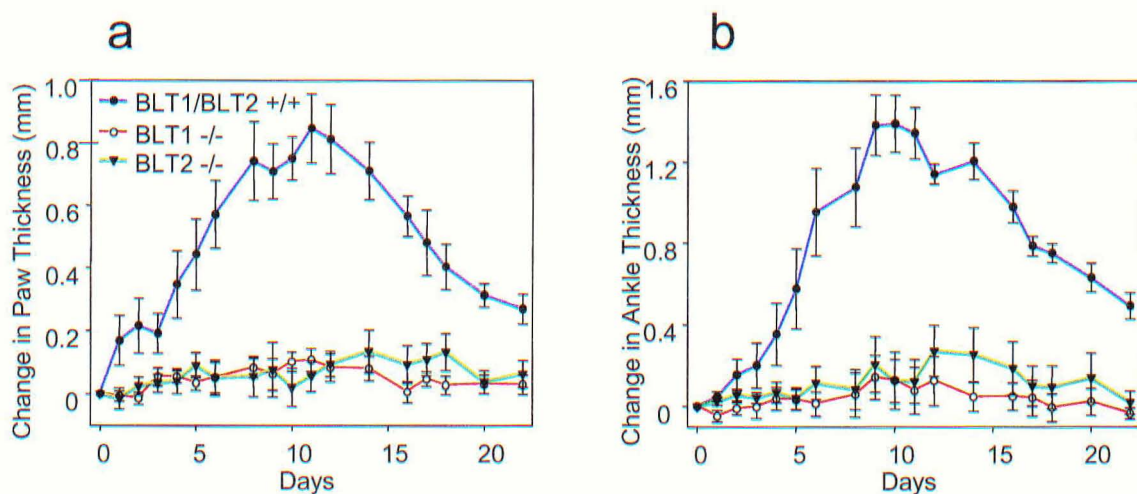 a
Change in Paw Thickness (mm)
1.0
0.8
0.6
0.4
0.2
0
BLT1/BLT2 +/+
BLT1 -/-
BLT2 -/-
0 5 10 15 20
Days
b
Change in Ankle Thickness (mm)
1.6
1.2
0.8
0.4
0
0 5 10 15 20
Days